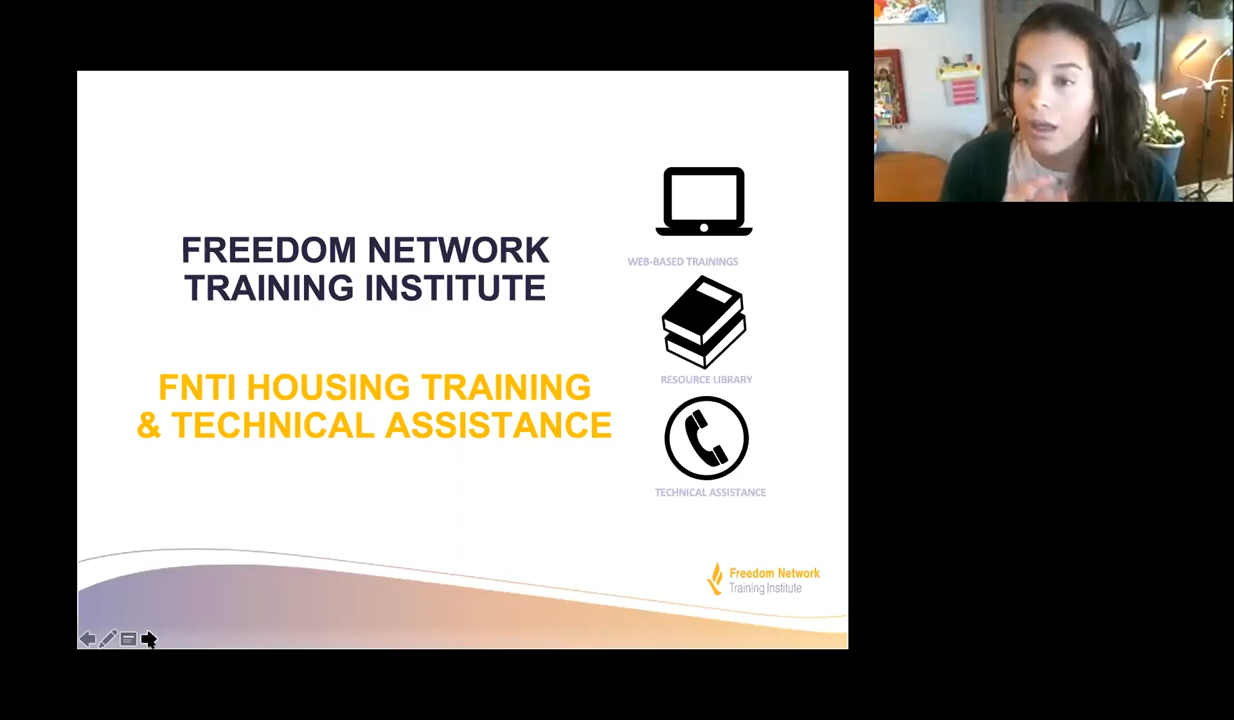 FREEDOM NETWORK
TRAINING INSTITUTE
FNTI HOUSING TRAINING
& TECHNICAL ASSISTANCE
WEB-BASED TRAININGS
RESOURCE LIBRARY
TECHNICAL ASSISTANCE
Freedom Network
Training Institute